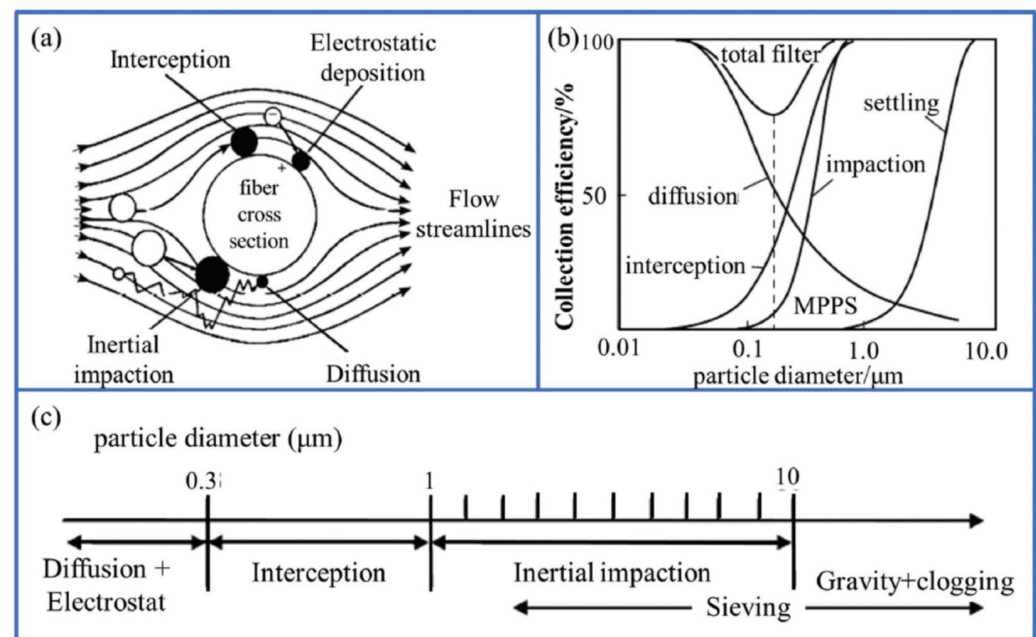 (a)
Interception
Electrostatic
deposition
−
+
fiber
cross
section
Flow
streamlines
Inertial
impaction
Diffusion
(b)
Collection efficiency/%
100
50
total filter
settling
diffusion
impaction
interception
MPPS
0.01
0.1
1.0
10.0
particle diameter/μm
(c)
particle diameter (μm)
0.3
1
10
Diffusion +
Electrostat
Interception
Inertial impaction
Gravity+clogging
Sieving